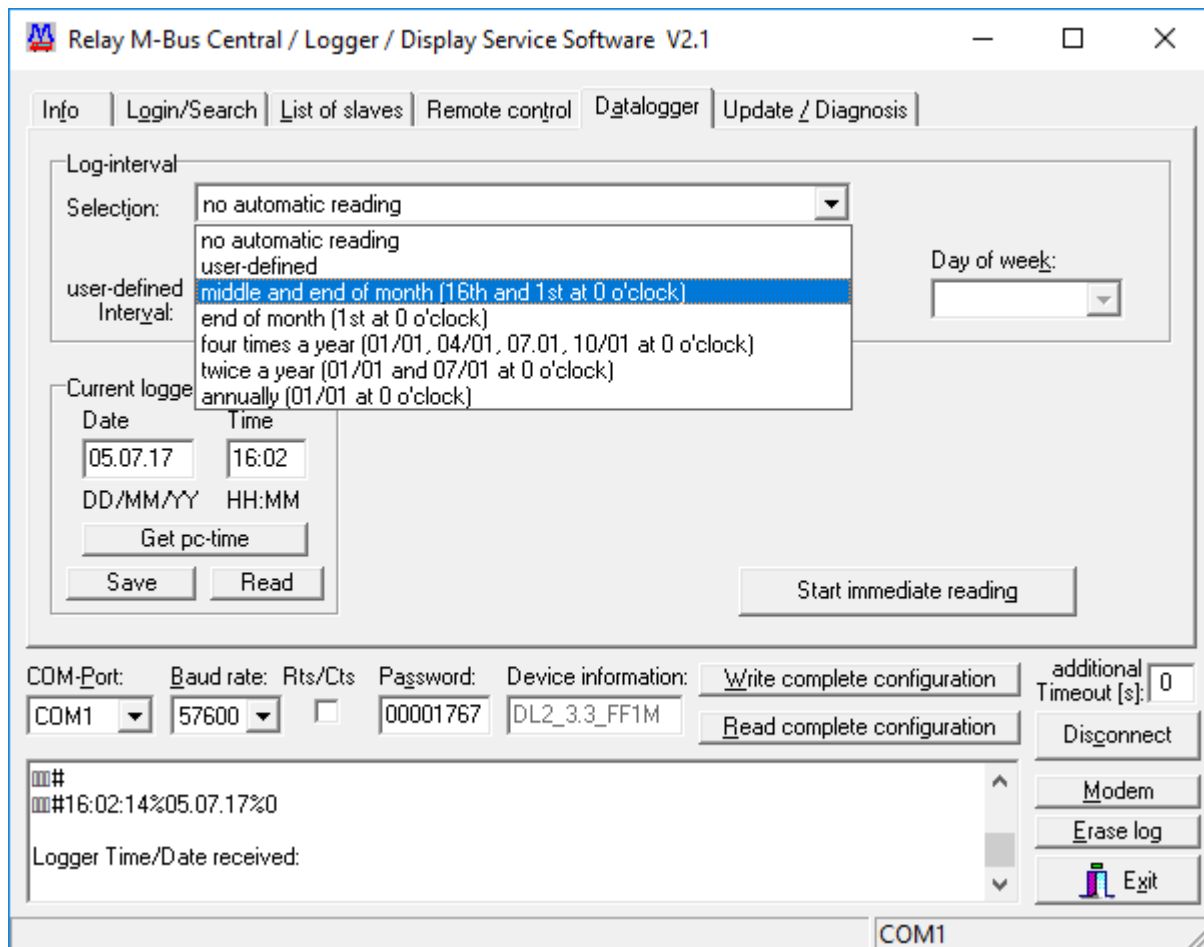 Relay M-Bus Central / Logger / Display Service Software V2.1
Info Login/Search List of slaves Remote control Datalogger Update / Diagnosis
Log-interval
Selection: no automatic reading
no automatic reading
user-defined
middle and end of month (16th and 1st at 0 o'clock)
end of month (1st at 0 o'clock)
four times a year (01/01, 04/01, 07.01, 10/01 at 0 o'clock)
twice a year (01/01 and 07/01 at 0 o'clock)
annually (01/01 at 0 o'clock)
user-defined
Interval:
Day of week:
Current logge
Date Time
05.07.17 16:02
DD/MM/YY HH:MM
Get pc-time
Save Read
Start immediate reading
COM-Port: Baud rate: Rts/Cts Password: Device information:
COM1 57600 00001767 DL2_3.3_FF1M
Write complete configuration
Read complete configuration
additional
Timeout [s]: 0
Disconnect
#
#16:02:14%05.07.17%0
Logger Time/Date received:
Modem
Erase log
Exit
COM1